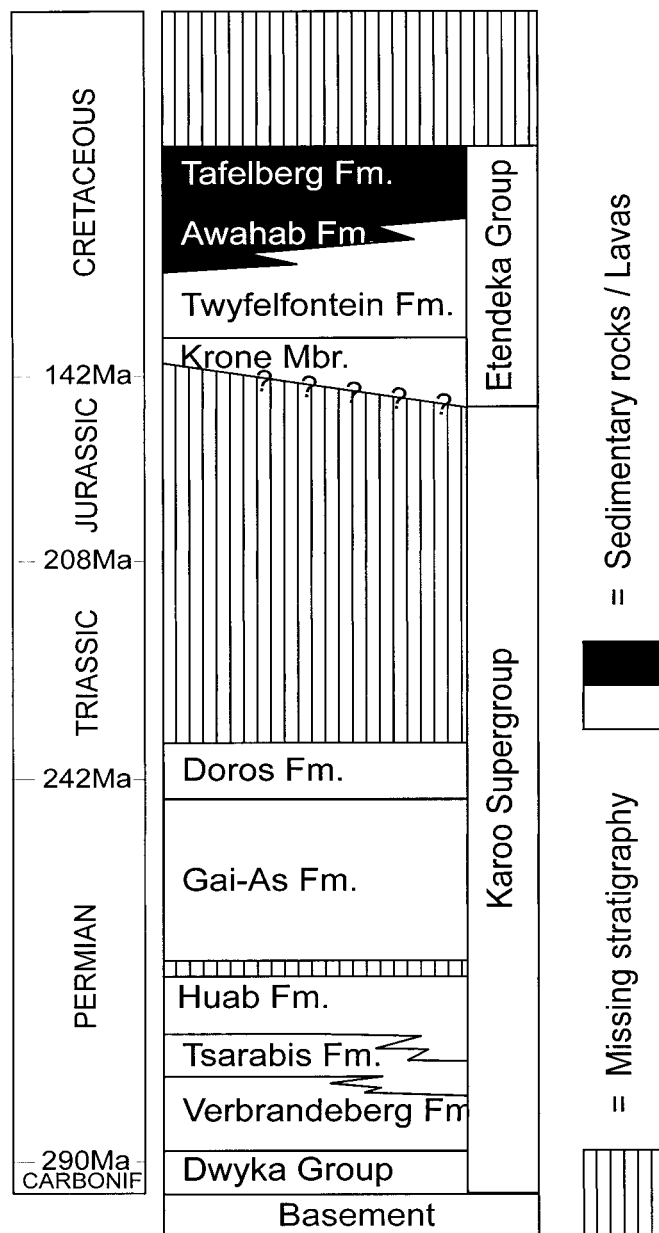 CRETACEOUS
142Ma
JURASSIC
208Ma
TRIASSIC
242Ma
PERMIAN
290Ma
CARBONIF
Tafelberg Fm.
Awahab Fm
Twyfelfontein Fm.
Krone Mbr.
? ? ? ? ?
Doros Fm.
Gai-As Fm.
Huab Fm.
Tsarabis Fm.
Verbrandeberg Fm
Dwyka Group
Basement
Etendeka Group
Karoo Supergroup
= Sedimentary rocks / Lavas
= Missing stratigraphy